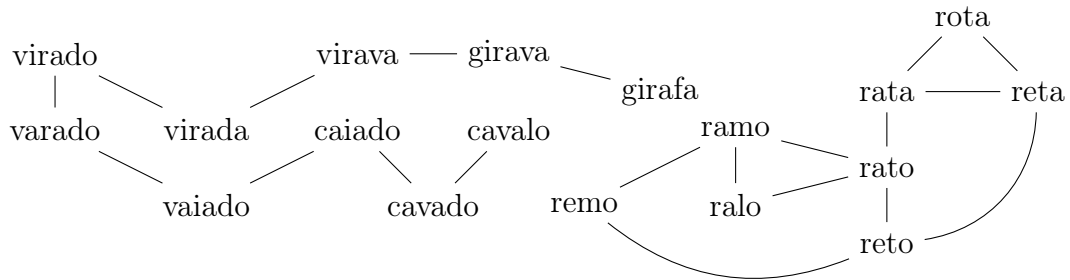 rota
virado virava girava
girafa rata reta
varado virada caiado cavalo ramo
rato
vaiado cavado remo ralo
reto